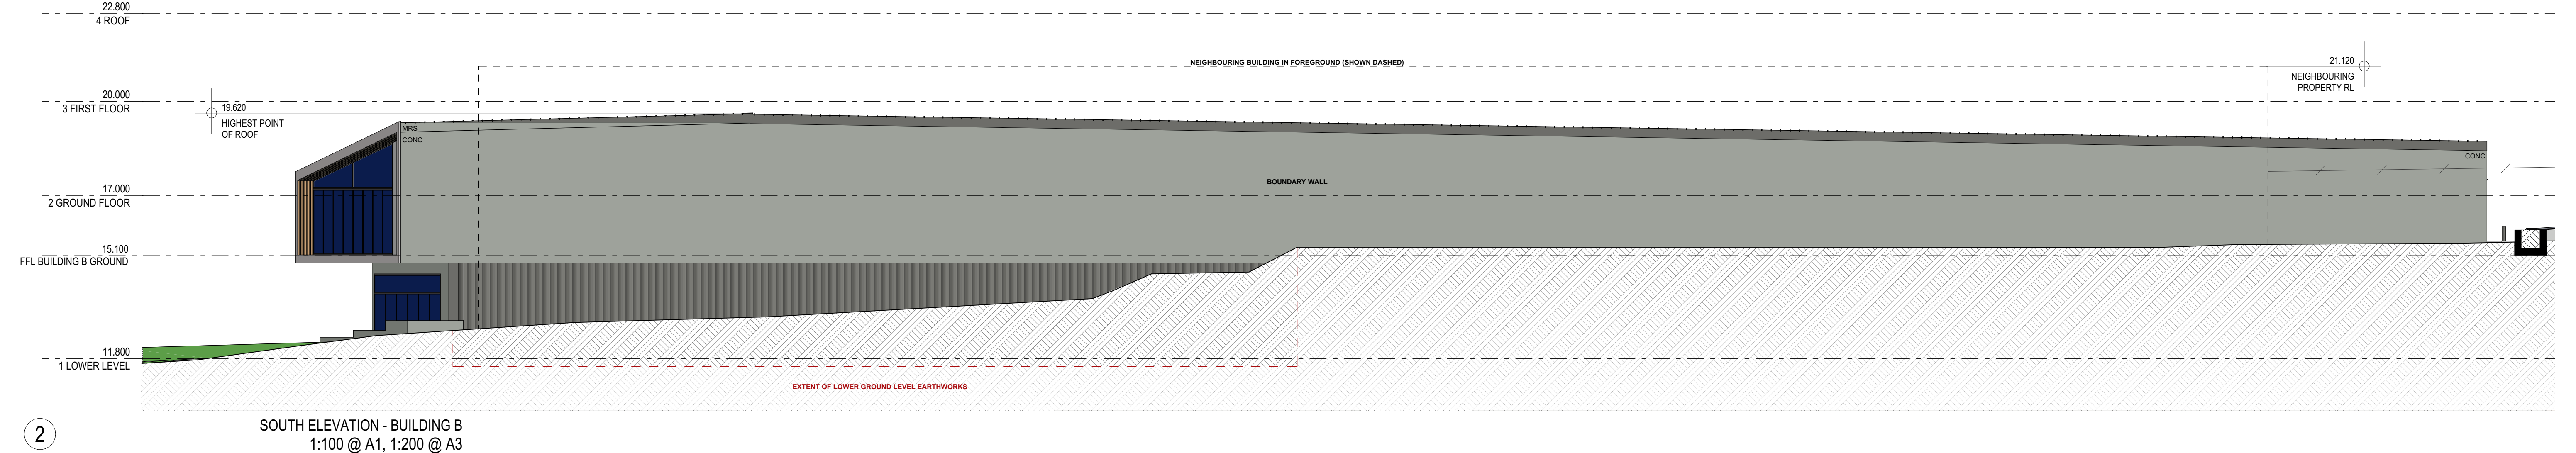 22.800
4 ROOF
NEIGHBOURING BUILDING IN FOREGROUND (SHOWN DASHED)
21.120
NEIGHBOURING
PROPERTY RL
20.000
3 FIRST FLOOR
19.620
HIGHEST POINT
OF ROOF
MRS
CONC
CONC
BOUNDARY WALL
17.000
2 GROUND FLOOR
15.100
FFL BUILDING B GROUND
11.800
1 LOWER LEVEL
EXTENT OF LOWER GROUND LEVEL EARTHWORKS
2
SOUTH ELEVATION - BUILDING B
1:100 @ A1, 1:200 @ A3